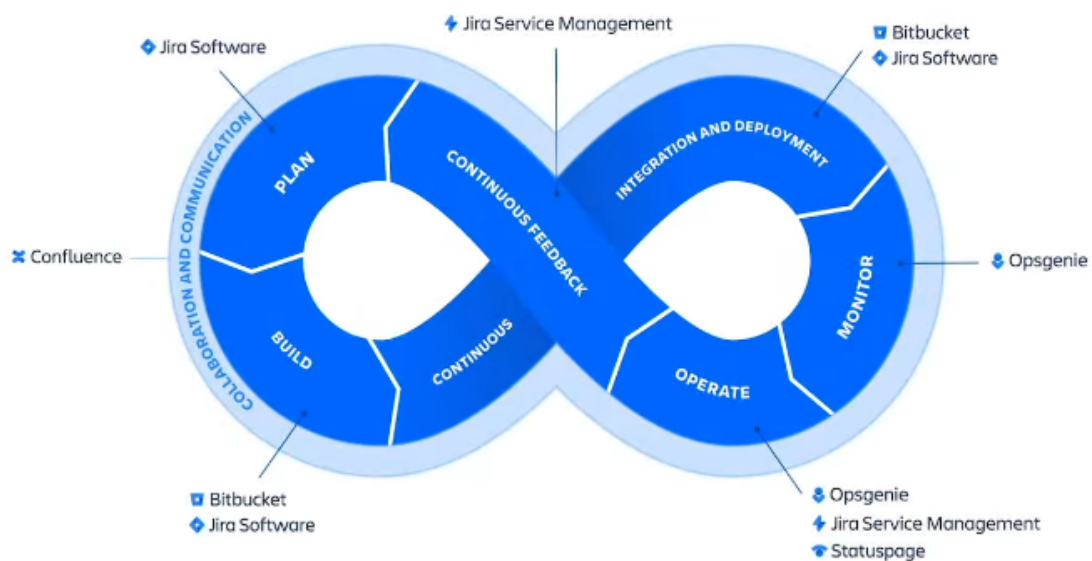 Jira Service Management
Jira Software
Bitbucket
Jira Software
COLLABORATION AND COMMUNICATION
PLAN
CONTINUOUS FEEDBACK
INTEGRATION AND DEPLOYMENT
Confluence
Opsgenie
MONITOR
BUILD
CONTINUOUS
OPERATE
Bitbucket
Jira Software
Opsgenie
Jira Service Management
Statuspage